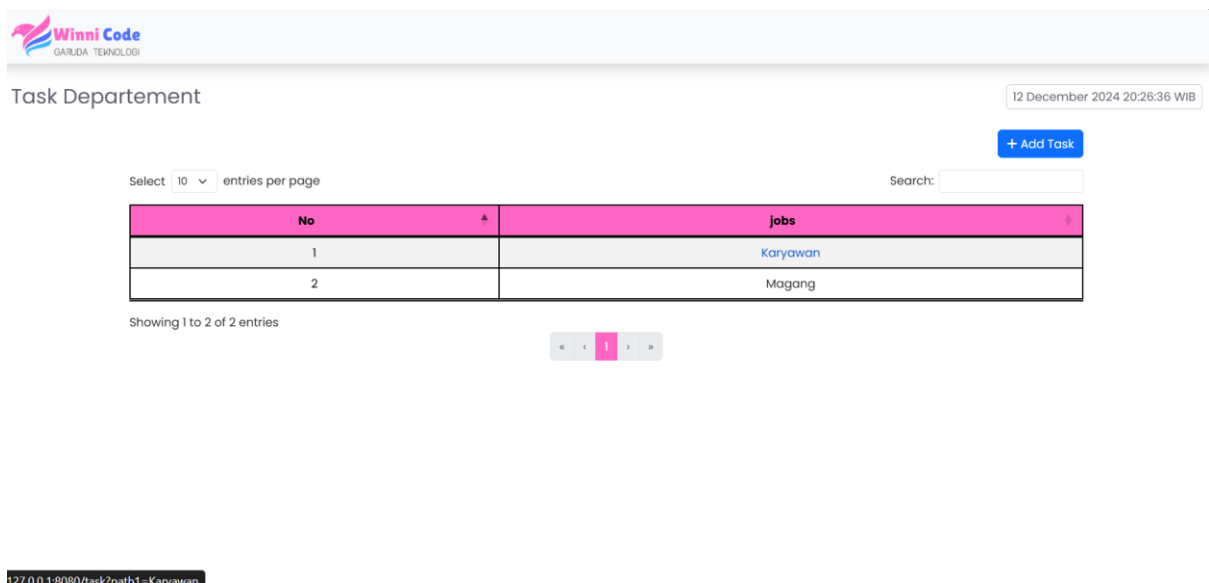 Winni Code
GARUDA TEKNOLOGI
Task Departement
12 December 2024 20:26:36 WIB
+ Add Task
Select 10 entries per page
Search:
No jobs
1 Karyawan
2 Magang
Showing 1 to 2 of 2 entries
« ‹ 1 › »
127.0.0.1:8080/task?path1=Karyawan